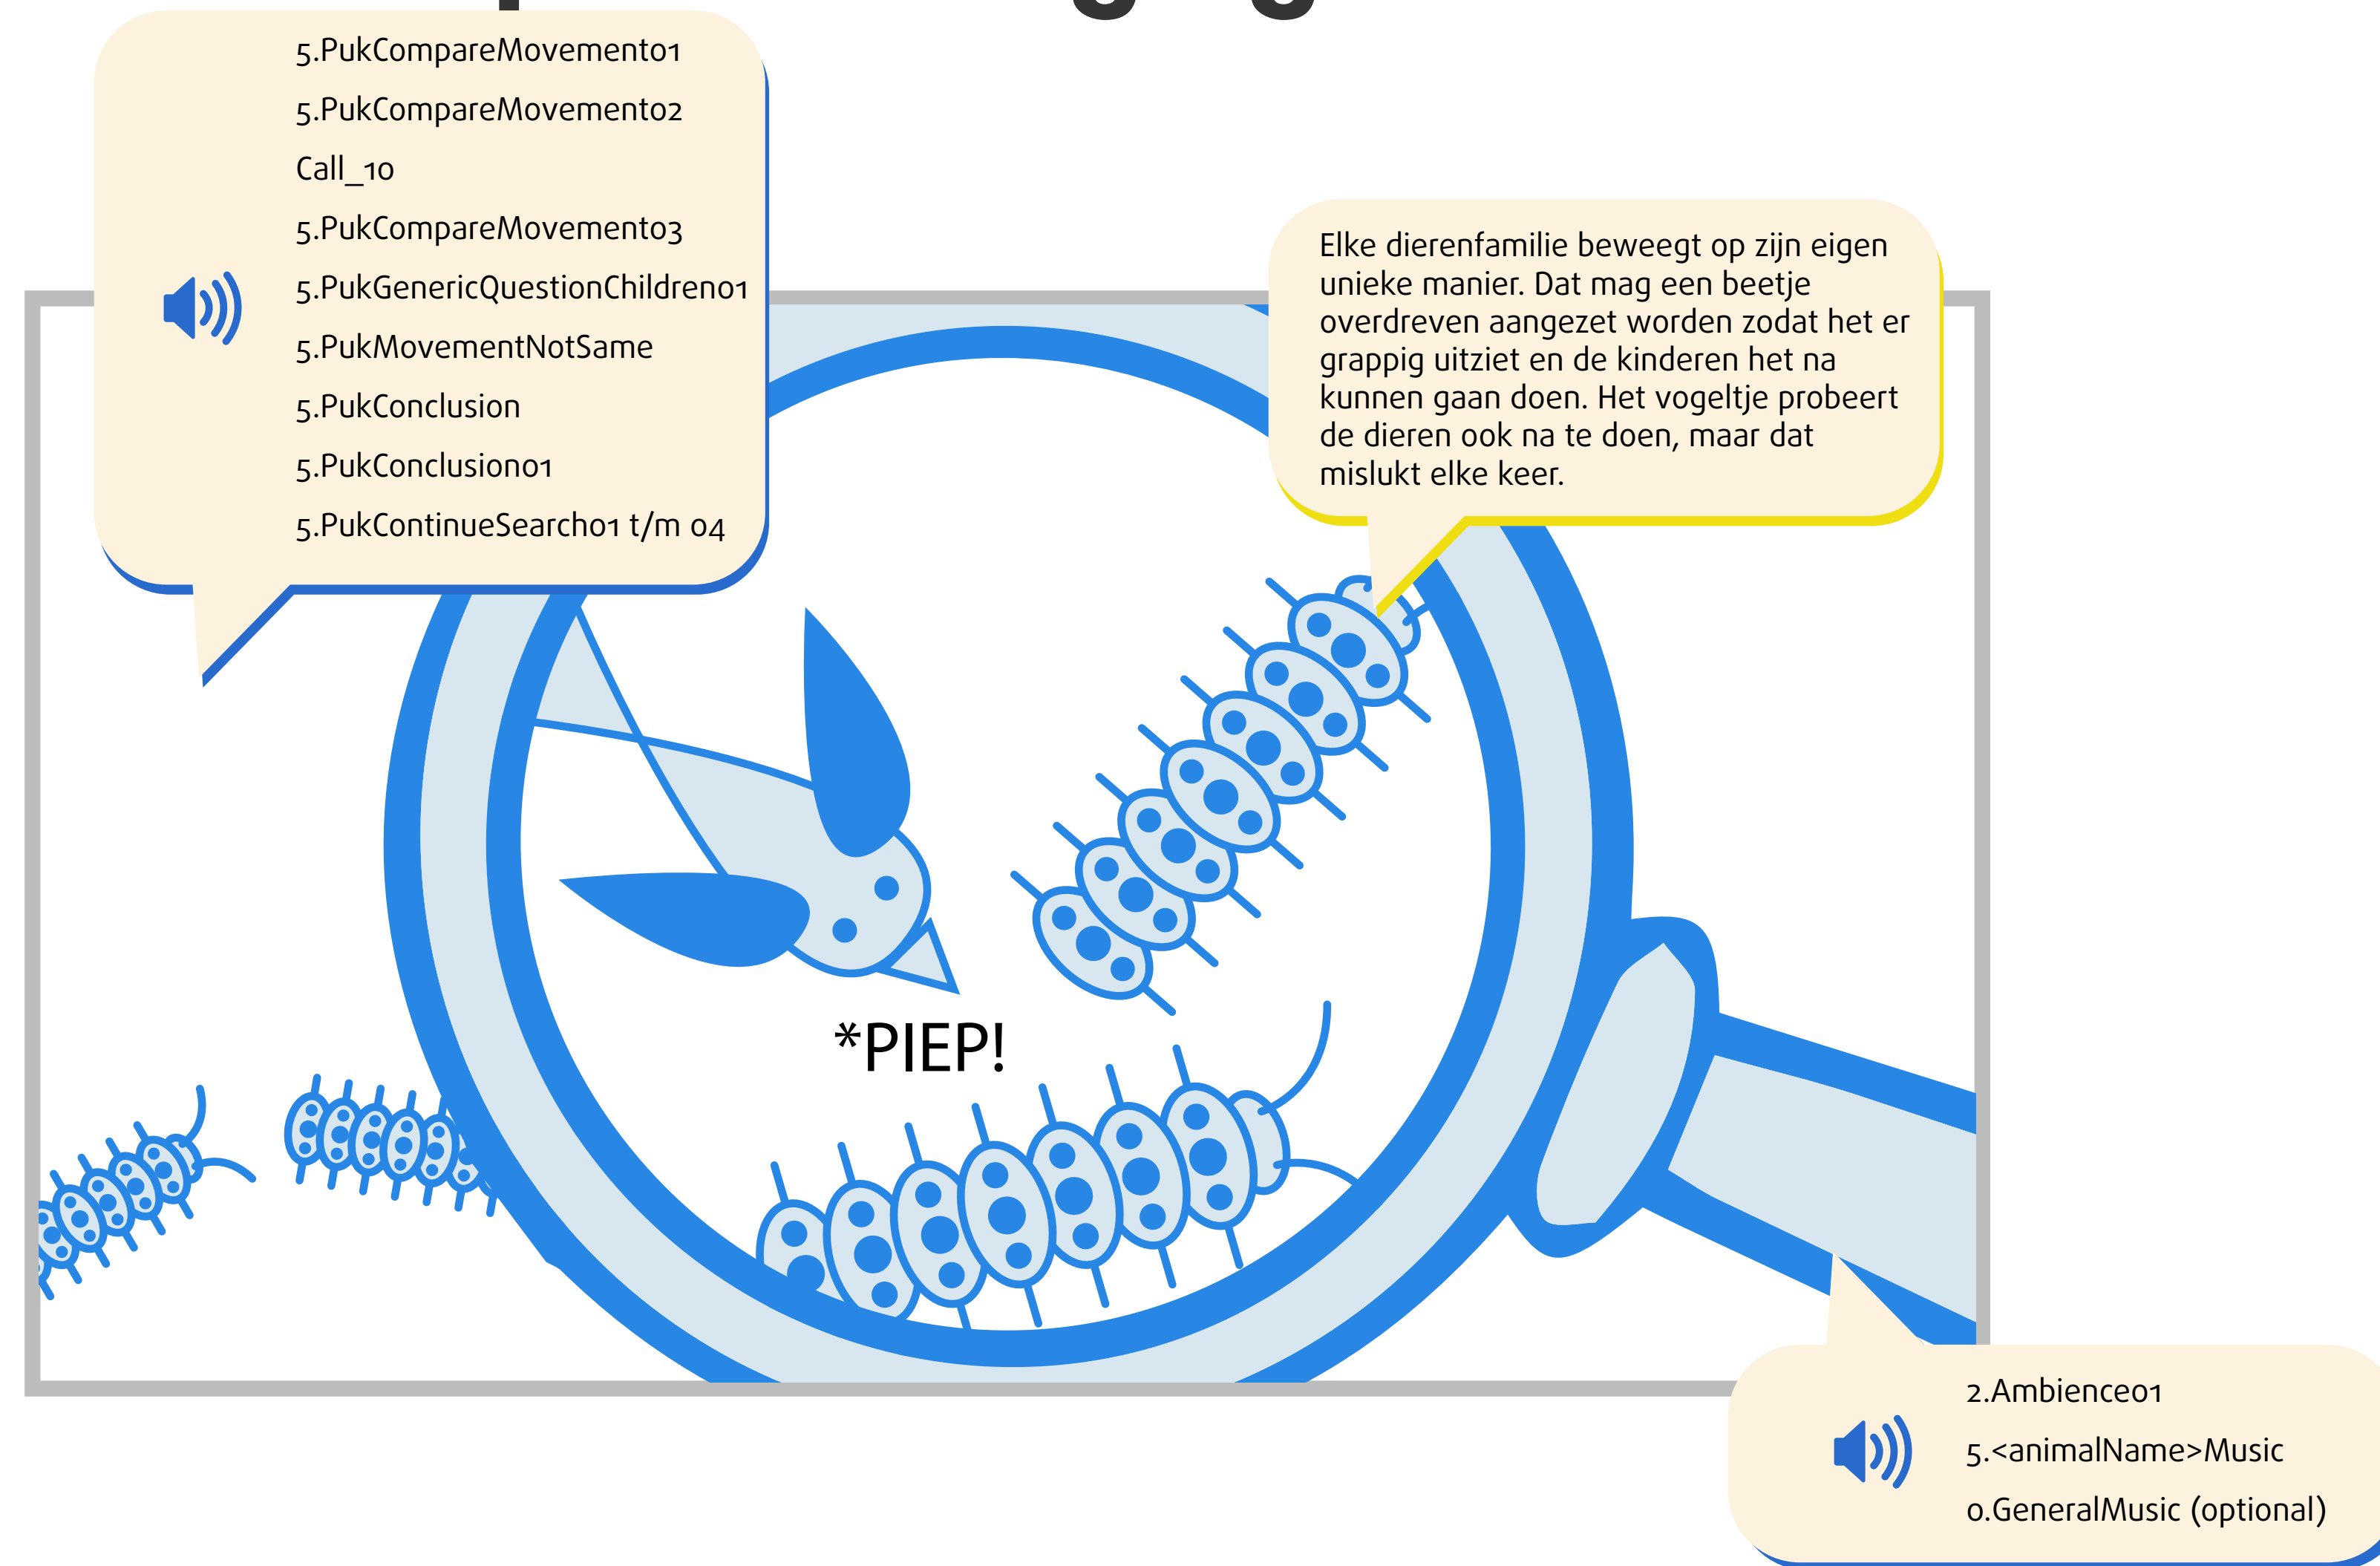 5.PukCompareMovement01
5.PukCompareMovement02
Call_10
5.PukCompareMovement03
5.PukGenericQuestionChildren01
5.PukMovementNotSame
5.PukConclusion
5.PukConclusion01
5.PukContinueSearch01 t/m 04
Elke dierenfamilie beweegt op zijn eigen
unieke manier. Dat mag een beetje
overdreven aangezet worden zodat het er
grappig uitziet en de kinderen het na
kunnen gaan doen. Het vogeltje probeert
de dieren ook na te doen, maar dat
mislukt elke keer.
*PIEP!
2.Ambience01
5.<animalName>Music
0.GeneralMusic (optional)